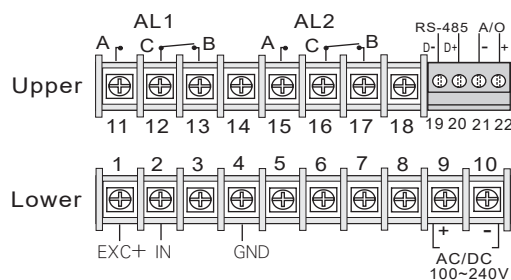 AL1 AL2 RS-485 A/O
A C B A C B D- D+ - +
Upper
11 12 13 14 15 16 17 18 19 20 21 22
1 2 3 4 5 6 7 8 9 10
Lower
+ -
EXC+ IN GND AC/DC
100~240V